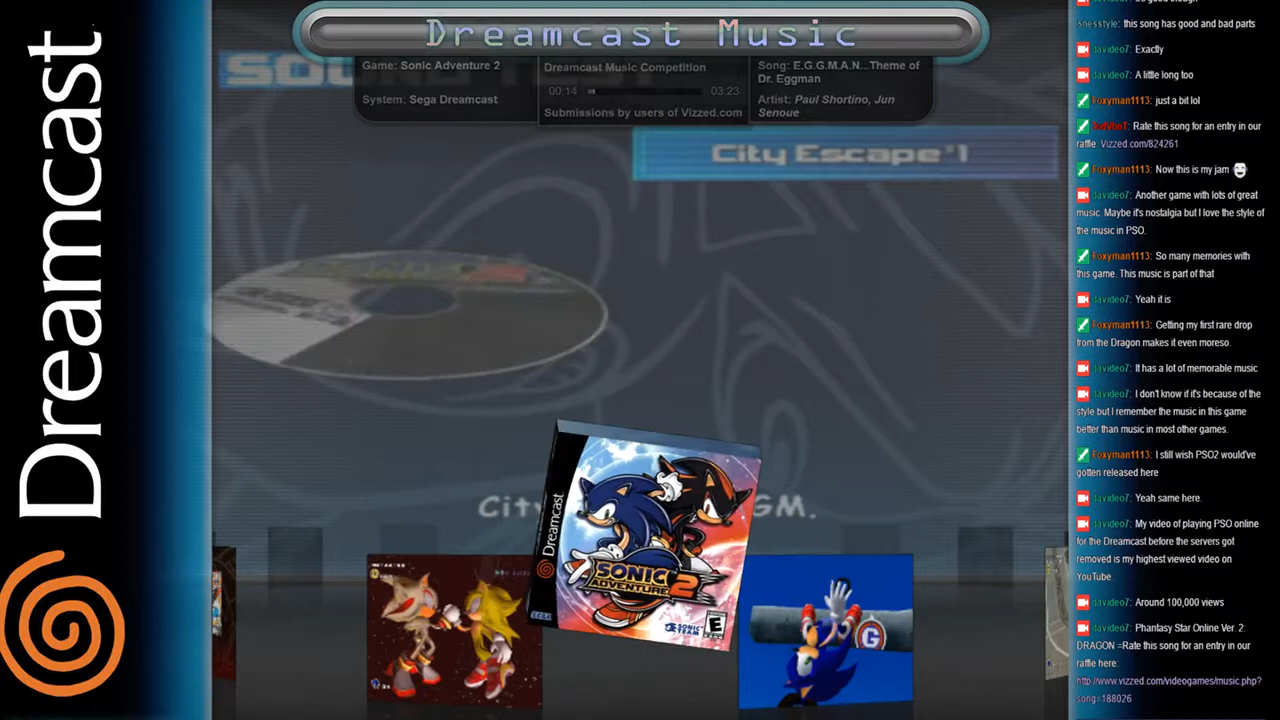 Dreamcast
Dreamcast Music
Game: Sonic Adventure 2
System: Sega Dreamcast
Dreamcast Music Competition
00:14
03:23
Submissions by users of Vizzed.com
Song: E.G.G.M.A.N...Theme of
Dr. Eggman
Artist: Paul Shortino, Jun
Senoue
City Escape *1
City
GM.
Dreamcast
SEGA
SONIC
ADVENTURE 2
SONIC TEAM
E
G
Snesstyle: this song has good and bad parts
davideo7: Exactly
davideo7: A little long too
Foxyman1113: just a bit lol
RedVboT: Rate this song for an entry in our
raffle Vizzed.com/824261
Foxyman1113: Now this is my jam
davideo7: Another game with lots of great
music. Maybe it's nostalgia but I love the style of
the music in PSO.
Foxyman1113: So many memories with
this game. This music is part of that
davideo7: Yeah it is
Foxyman1113: Getting my first rare drop
from the Dragon makes it even moreso.
davideo7: It has a lot of memorable music
davideo7: I don't know if it's because of the
style but I remember the music in this game
better than music in most other games.
Foxyman1113: I still wish PSO2 would've
gotten released here
davideo7: Yeah same here.
davideo7: My video of playing PSO online
for the Dreamcast before the servers got
removed is my highest viewed video on
YouTube
davideo7: Around 100,000 views
davideo7: Phantasy Star Online Ver. 2:
DRAGON =Rate this song for an entry in our
raffle here:
http://www.vizzed.com/videogames/music.php?
song=188026